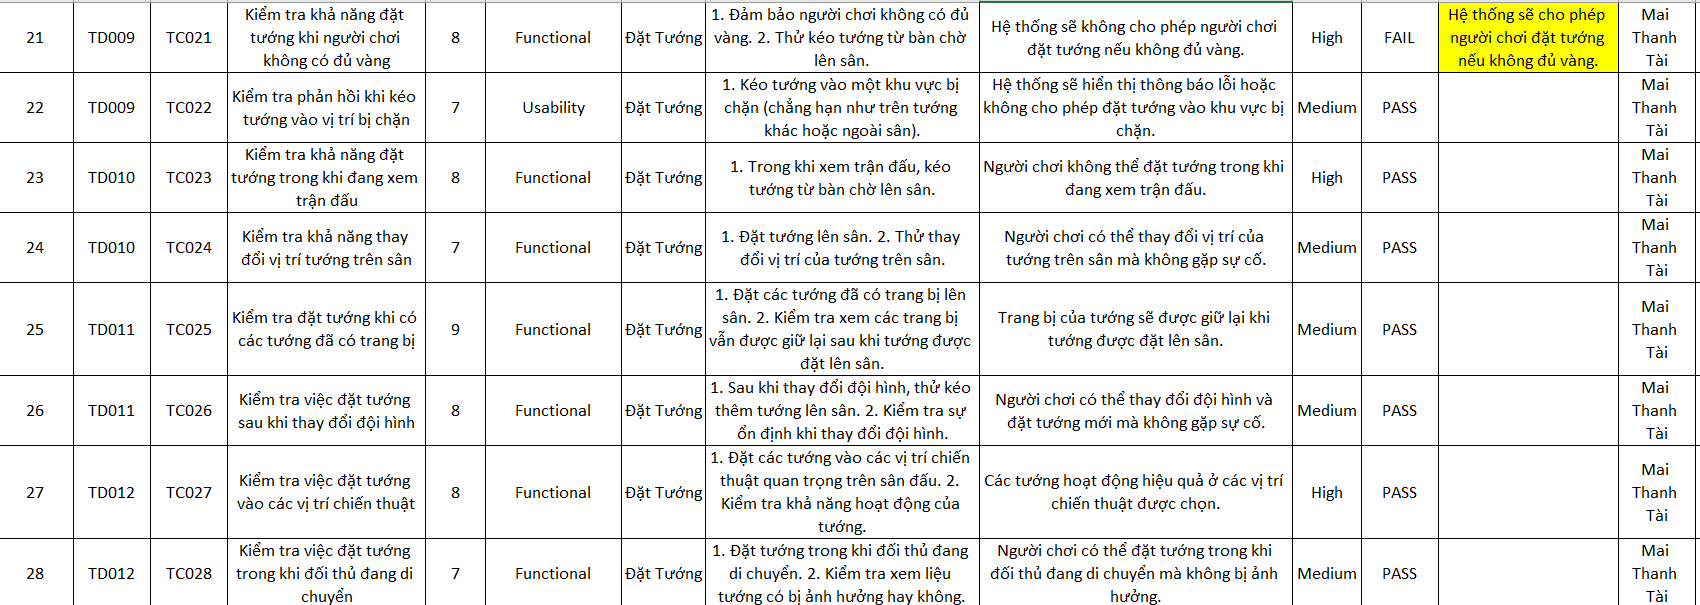 21 TD009 TC021 Kiểm tra khả năng đặt tướng khi người chơi không có đủ vàng 8 Functional Đặt Tướng 1. Đảm bảo người chơi không có đủ vàng. 2. Thử kéo tướng từ bàn chờ lên sân. Hệ thống sẽ không cho phép người chơi đặt tướng nếu không đủ vàng. High FAIL Hệ thống sẽ cho phép người chơi đặt tướng nếu không đủ vàng. Mai Thanh Tài
22 TD009 TC022 Kiểm tra phản hồi khi kéo tướng vào vị trí bị chặn 7 Usability Đặt Tướng 1. Kéo tướng vào một khu vực bị chặn (chẳng hạn như trên tướng khác hoặc ngoài sân). Hệ thống sẽ hiển thị thông báo lỗi hoặc không cho phép đặt tướng vào khu vực bị chặn. Medium PASS Mai Thanh Tài
23 TD010 TC023 Kiểm tra khả năng đặt tướng trong khi đang xem trận đấu 8 Functional Đặt Tướng 1. Trong khi xem trận đấu, kéo tướng từ bàn chờ lên sân. Người chơi không thể đặt tướng trong khi đang xem trận đấu. High PASS Mai Thanh Tài
24 TD010 TC024 Kiểm tra khả năng thay đổi vị trí tướng trên sân 7 Functional Đặt Tướng 1. Đặt tướng lên sân. 2. Thử thay đổi vị trí của tướng trên sân. Người chơi có thể thay đổi vị trí của tướng trên sân mà không gặp sự cố. Medium PASS Mai Thanh Tài
25 TD011 TC025 Kiểm tra đặt tướng khi có các tướng đã có trang bị 9 Functional Đặt Tướng 1. Đặt các tướng đã có trang bị lên sân. 2. Kiểm tra xem các trang bị vẫn được giữ lại sau khi tướng được đặt lên sân. Trang bị của tướng sẽ được giữ lại khi tướng được đặt lên sân. Medium PASS Mai Thanh Tài
26 TD011 TC026 Kiểm tra việc đặt tướng sau khi thay đổi đội hình 8 Functional Đặt Tướng 1. Sau khi thay đổi đội hình, thử kéo thêm tướng lên sân. 2. Kiểm tra sự ổn định khi thay đổi đội hình. Người chơi có thể thay đổi đội hình và đặt tướng mới mà không gặp sự cố. Medium PASS Mai Thanh Tài
27 TD012 TC027 Kiểm tra việc đặt tướng vào các vị trí chiến thuật 8 Functional Đặt Tướng 1. Đặt các tướng vào các vị trí chiến thuật quan trọng trên sân đấu. 2. Kiểm tra khả năng hoạt động của tướng. Các tướng hoạt động hiệu quả ở các vị trí chiến thuật được chọn. High PASS Mai Thanh Tài
28 TD012 TC028 Kiểm tra việc đặt tướng trong khi đối thủ đang di chuyển 7 Functional Đặt Tướng 1. Đặt tướng trong khi đối thủ đang di chuyển. 2. Kiểm tra xem liệu tướng có bị ảnh hưởng hay không. Người chơi có thể đặt tướng trong khi đối thủ đang di chuyển mà không bị ảnh hưởng. Medium PASS Mai Thanh Tài